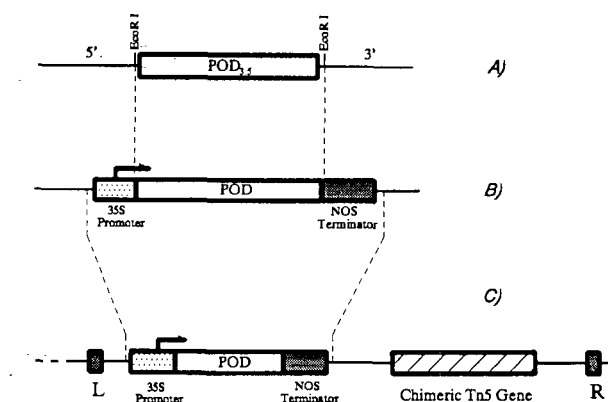 EcoR I
EcoR I
5'
3'
POD3.5
A)
POD
B)
35S
Promoter
NOS
Terminator
C)
POD
L
35S
Promoter
NOS
Terminator
Chimeric Tn5 Gene
R